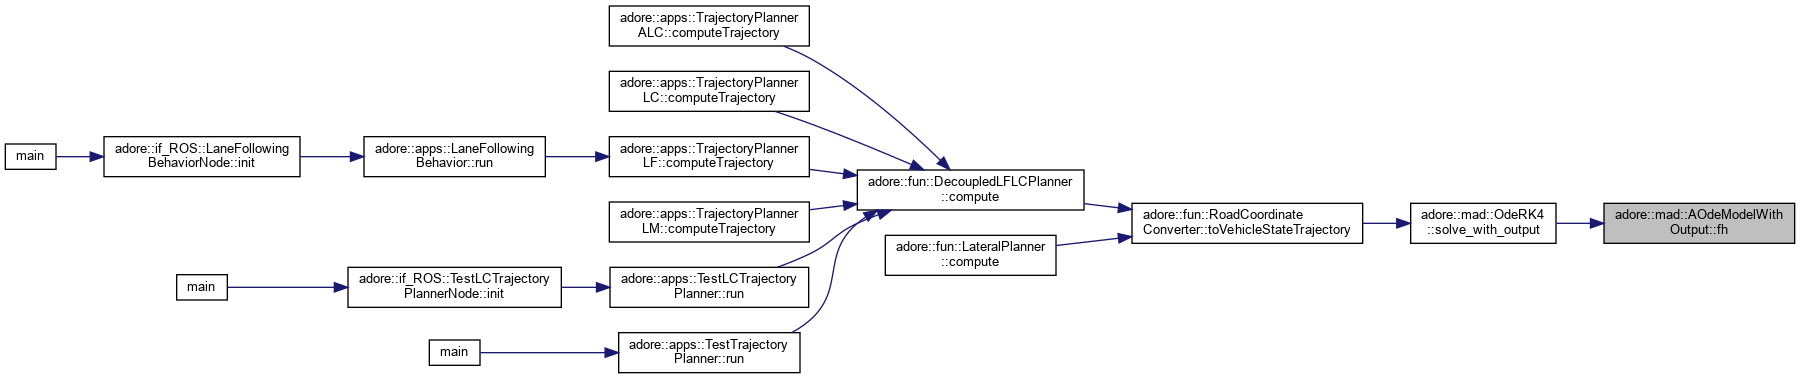 adore::apps::TrajectoryPlanner
ALC::computeTrajectory
adore::apps::TrajectoryPlanner
LC::computeTrajectory
main
adore::if_ROS::LaneFollowing
BehaviorNode::init
adore::apps::LaneFollowing
Behavior::run
adore::apps::TrajectoryPlanner
LF::computeTrajectory
adore::fun::DecoupledLFLCPlanner
::compute
adore::apps::TrajectoryPlanner
LM::computeTrajectory
adore::fun::RoadCoordinate
Converter::toVehicleStateTrajectory
adore::mad::OdeRK4
::solve_with_output
adore::mad::AOdeModelWith
Output::fh
adore::fun::LateralPlanner
::compute
main
adore::if_ROS::TestLCTrajectory
PlannerNode::init
adore::apps::TestLCTrajectory
Planner::run
main
adore::apps::TestTrajectory
Planner::run